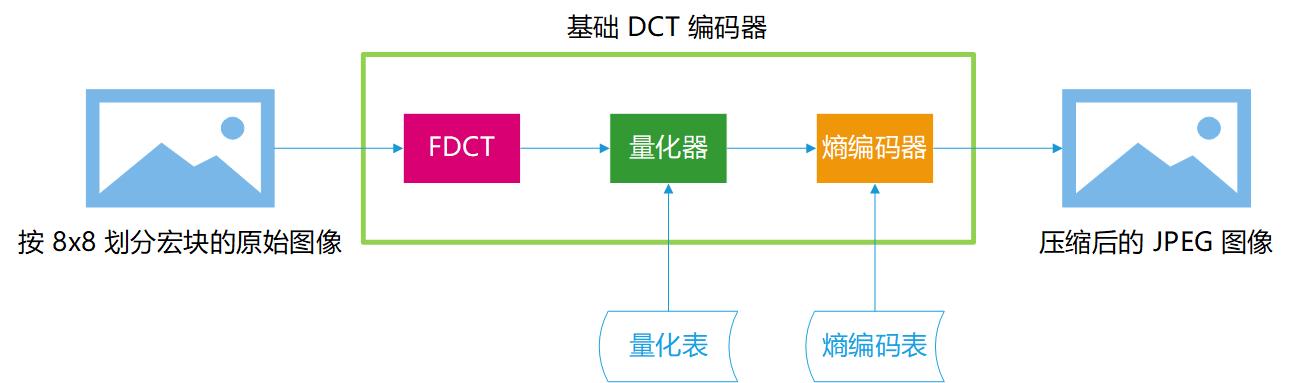 基础 DCT 编码器
FDCT
量化器
熵编码器
按 8x8 划分宏块的原始图像
压缩后的 JPEG 图像
量化表
熵编码表